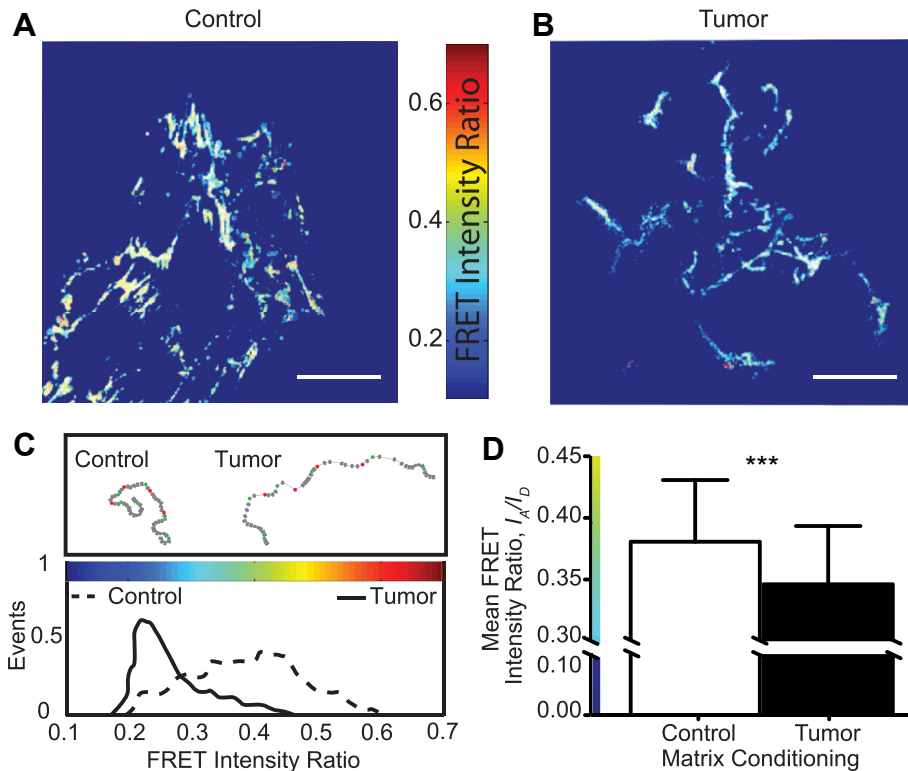 A
Control
B
Tumor
FRET Intensity Ratio
0.6
0.4
0.2
C
Control
Tumor
1
Control
Tumor
0.5
0
Events
0.1
0.2
0.3
0.4
0.5
0.6
0.7
FRET Intensity Ratio
D
Mean FRET
Intensity Ratio, I_A/I_D
0.45
0.40
0.35
0.30
0.10
0.00
***
Control
Tumor
Matrix Conditioning